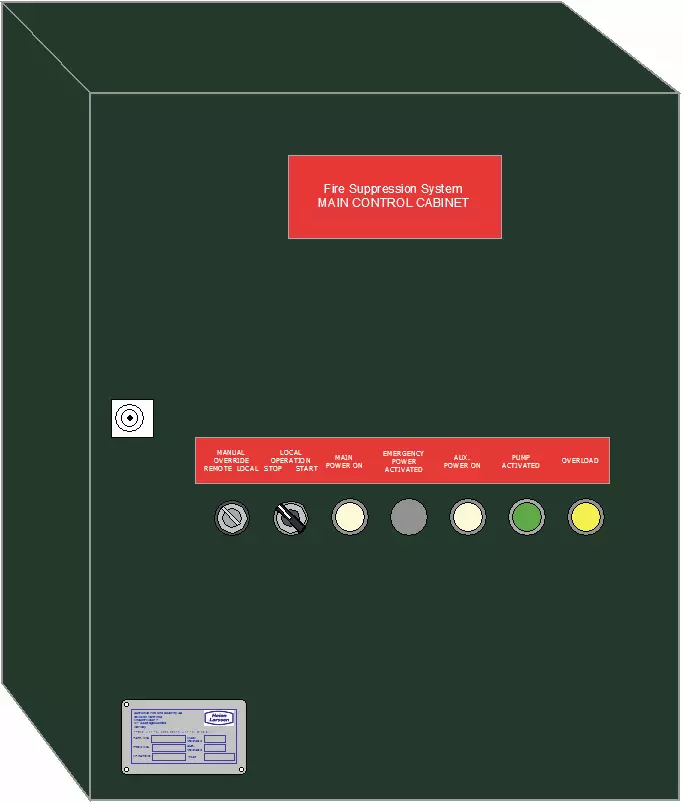 Fire Suppression System
MAIN CONTROL CABINET
MANUAL
OVERRIDE
REMOTE LOCAL
LOCAL
OPERATION
STOP START
MAIN
POWER ON
EMERGENCY
POWER
ACTIVATED
AUX..
POWER ON
PUMP
ACTIVATED
OVERLOAD
Larssen